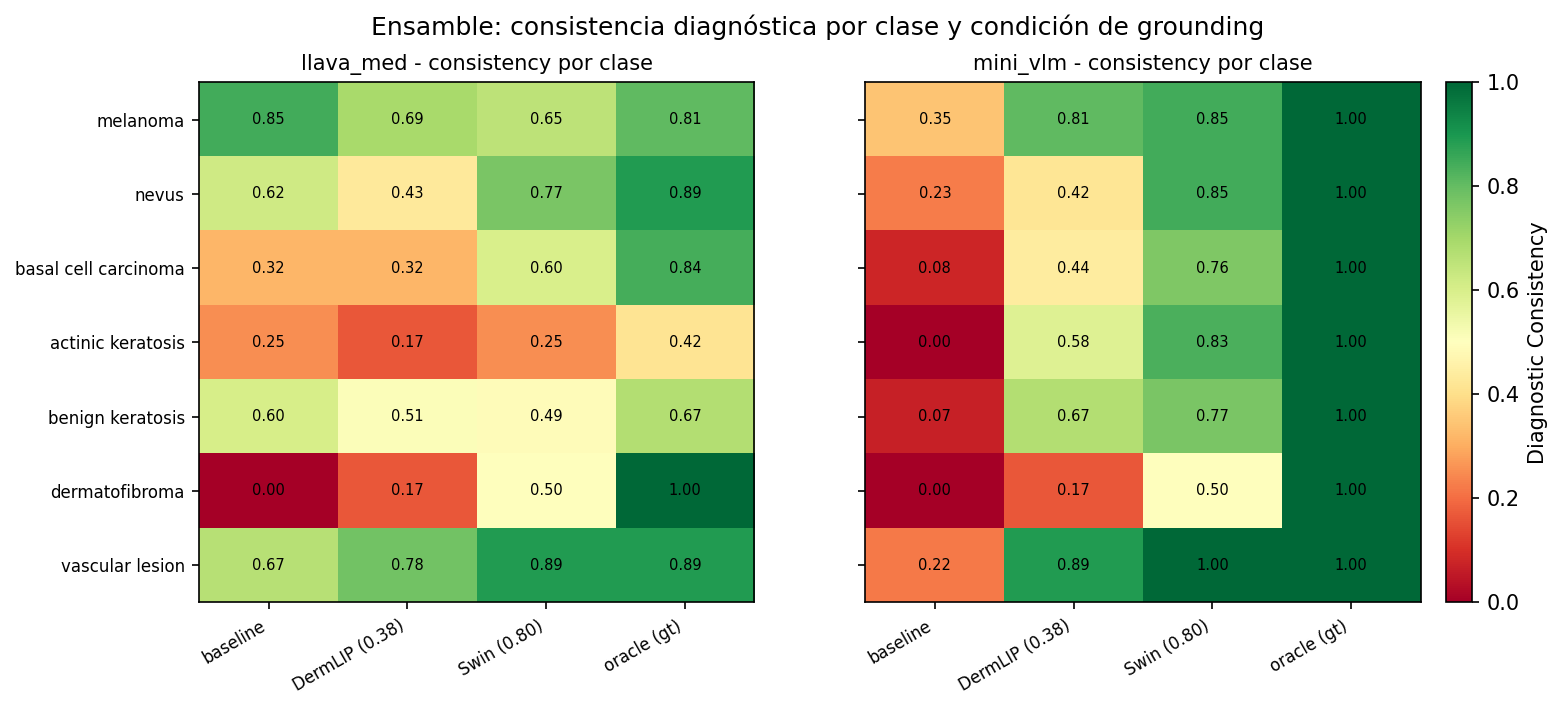 Ensamble: consistencia diagnóstica por clase y condición de grounding
llava_med - consistency por clase
mini_vlm - consistency por clase
melanoma 0.85 0.69 0.65 0.81 0.35 0.81 0.85 1.00
nevus 0.62 0.43 0.77 0.89 0.23 0.42 0.85 1.00
basal cell carcinoma 0.32 0.32 0.60 0.84 0.08 0.44 0.76 1.00
actinic keratosis 0.25 0.17 0.25 0.42 0.00 0.58 0.83 1.00
benign keratosis 0.60 0.51 0.49 0.67 0.07 0.67 0.77 1.00
dermatofibroma 0.00 0.17 0.50 1.00 0.00 0.17 0.50 1.00
vascular lesion 0.67 0.78 0.89 0.89 0.22 0.89 1.00 1.00
baseline DermLIP (0.38) Swin (0.80) oracle (gt)
baseline DermLIP (0.38) Swin (0.80) oracle (gt)
1.0
0.8
0.6
0.4
0.2
0.0
Diagnostic Consistency